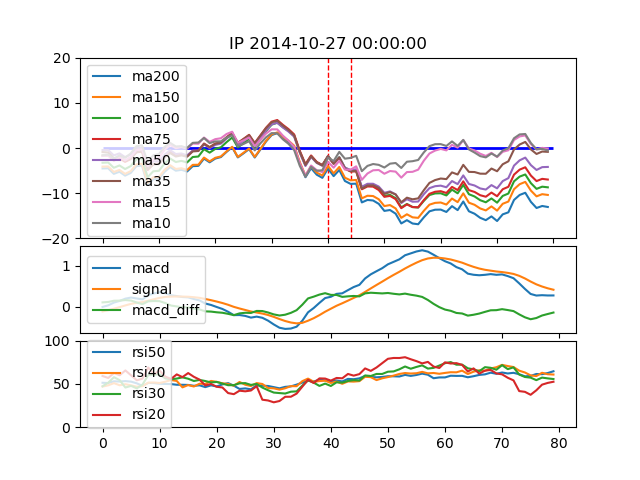 IP 2014-10-27 00:00:00
20
10
0
−10
−20
ma200
ma150
ma100
ma75
ma50
ma35
ma15
ma10
1
0
macd
signal
macd_diff
100
50
0
rsi50
rsi40
rsi30
rsi20
0 10 20 30 40 50 60 70 80